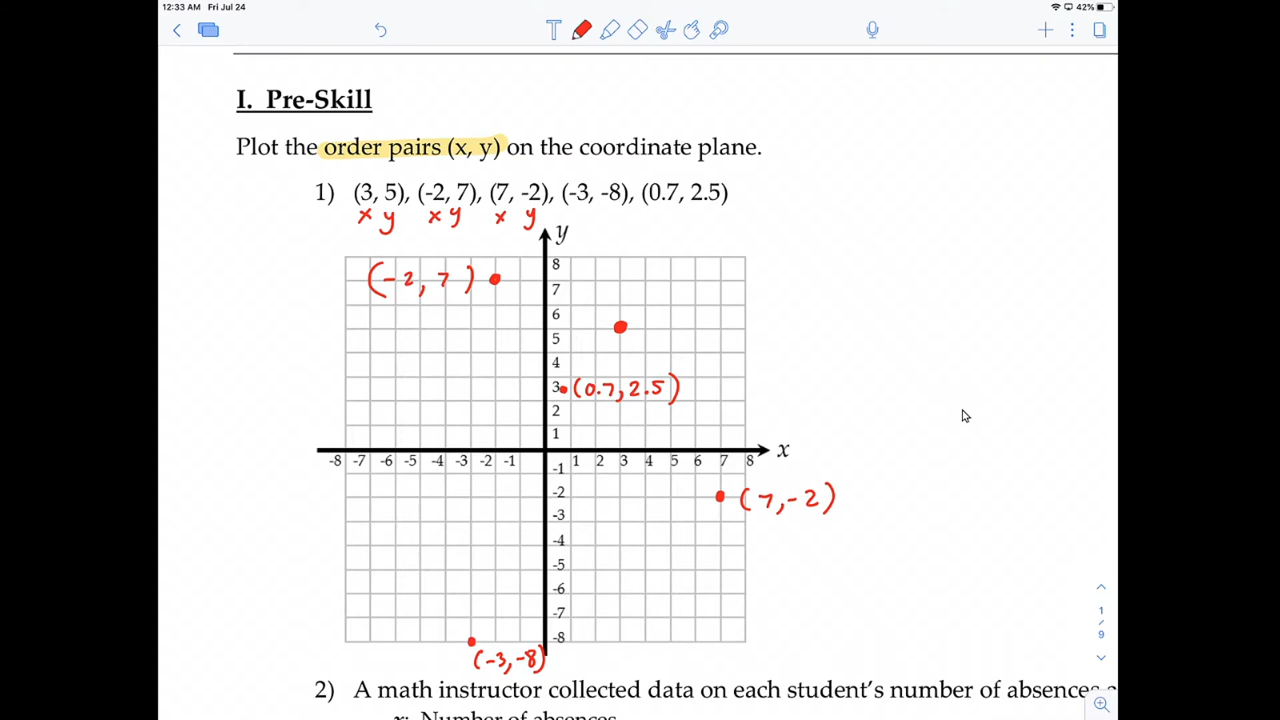 12:33 AM Fri Jul 24
42%
T
I. Pre-Skill
Plot the order pairs (x, y) on the coordinate plane.
1) (3, 5), (-2, 7), (7, -2), (-3, -8), (0.7, 2.5)
x y x y x y
y
8
(-2, 7)
7
6
5
4
3 (0.7, 2.5)
2
1
x
-8 -7 -6 -5 -4 -3 -2 -1 1 2 3 4 5 6 7 8
-1
-2 (7, -2)
-3
-4
-5
-6
-7
-8
(-3, -8)
1
/
9
2) A math instructor collected data on each student's number of absences
x: Number of absences